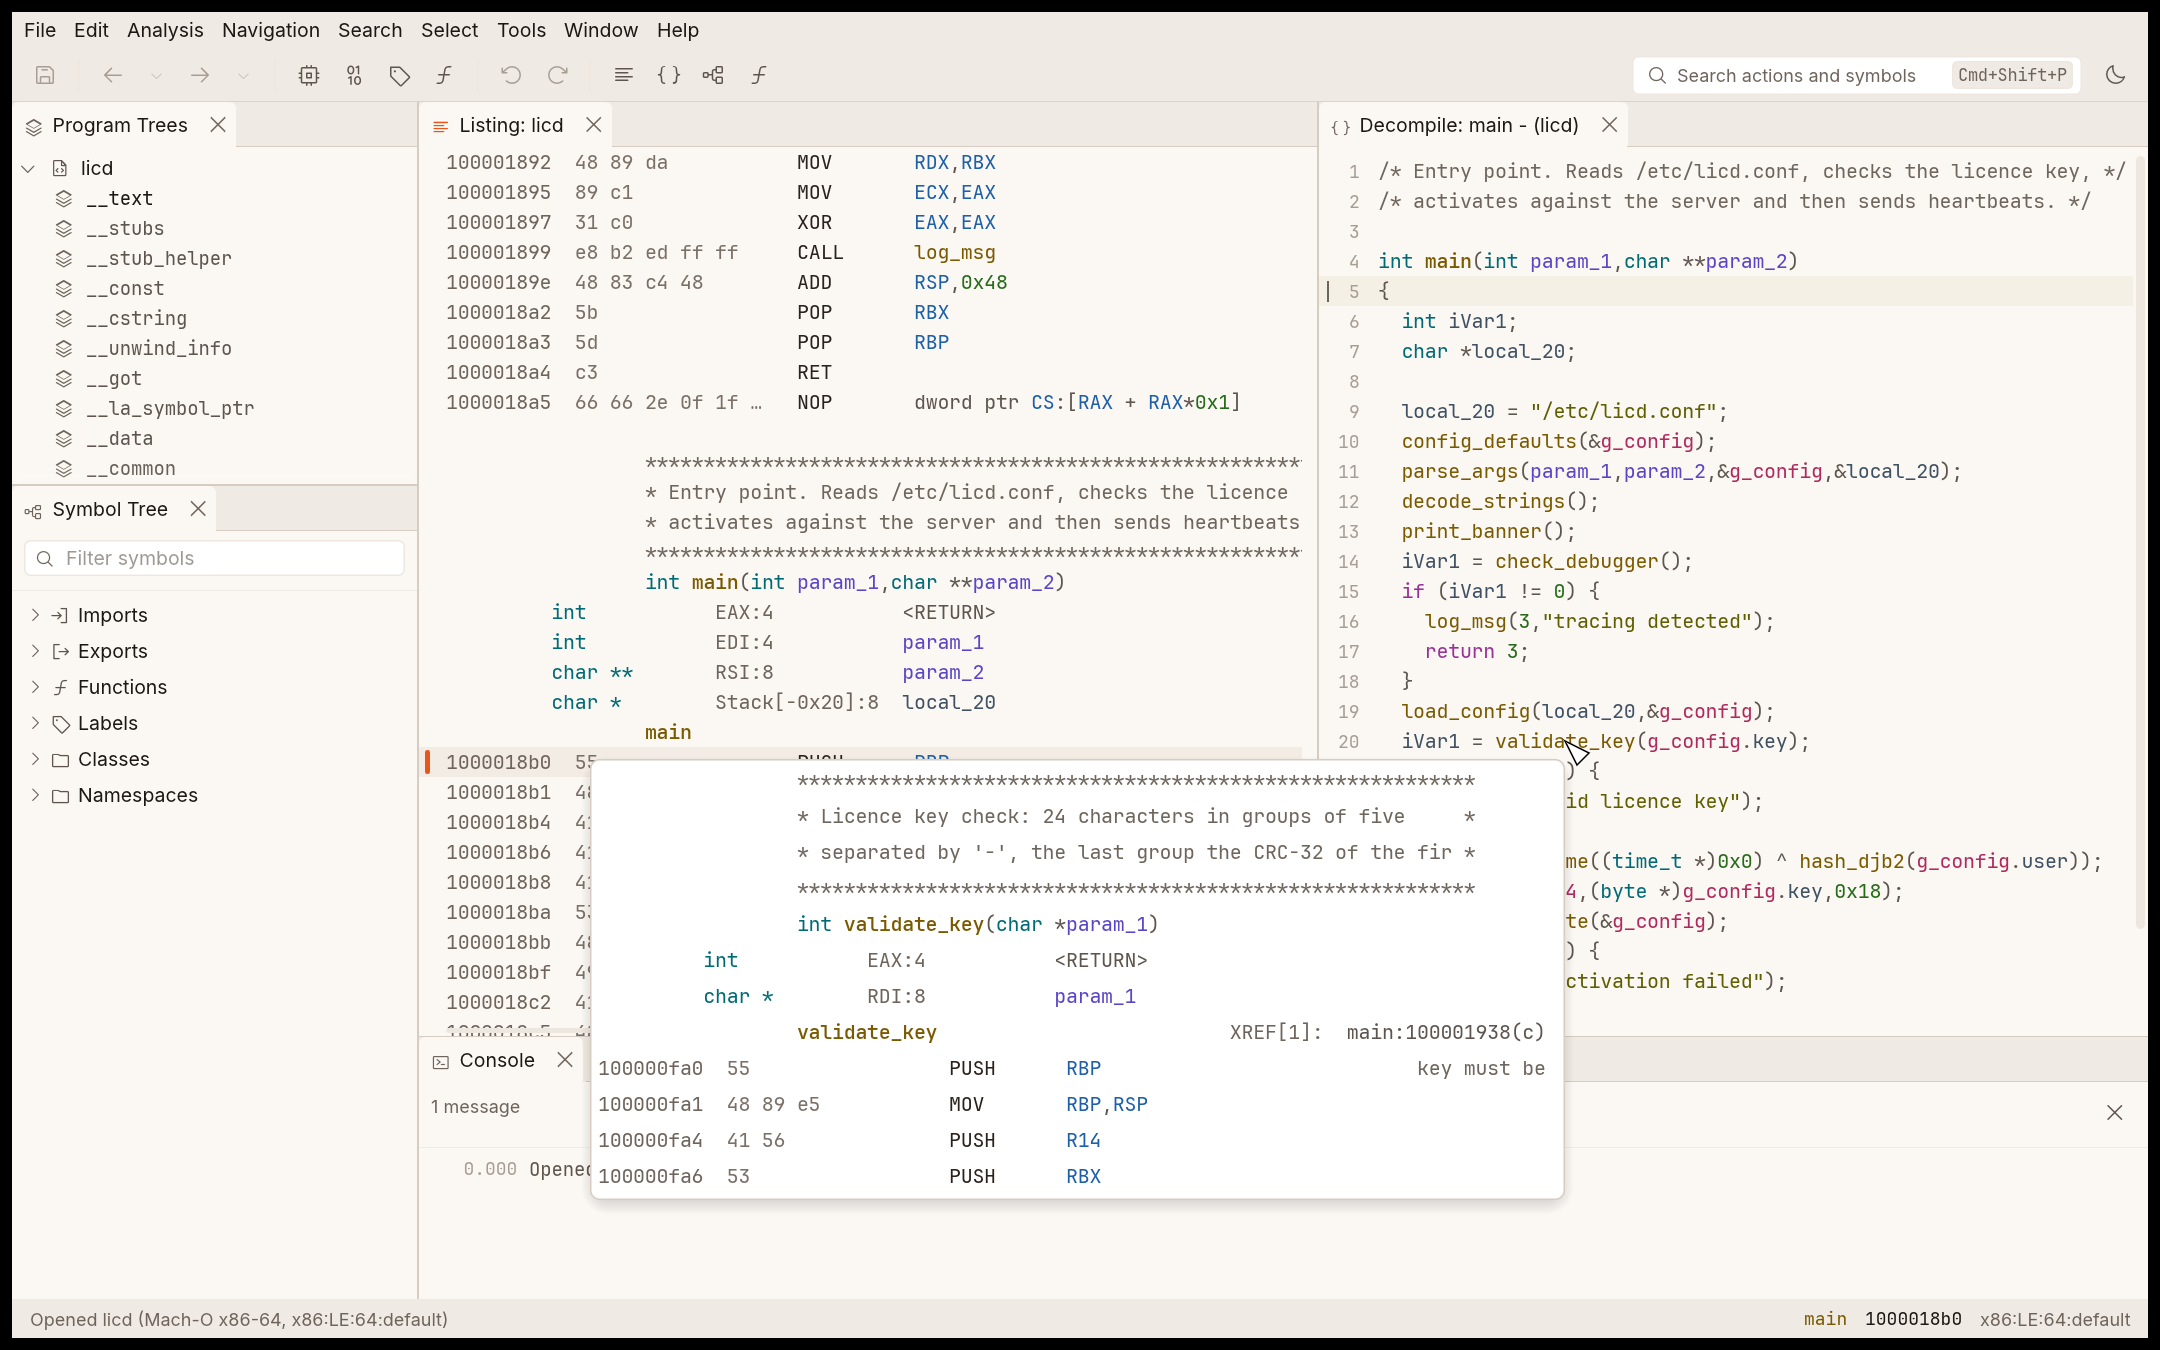 File Edit Analysis Navigation Search Select Tools Window Help
Search actions and symbols Cmd+Shift+P
Program Trees
licd
__text
__stubs
__stub_helper
__const
__cstring
__unwind_info
__got
__la_symbol_ptr
__data
__common
Symbol Tree
Filter symbols
Imports
Exports
Functions
Labels
Classes
Namespaces
Listing: licd
100001892 48 89 da MOV RDX,RBX
100001895 89 c1 MOV ECX,EAX
100001897 31 c0 XOR EAX,EAX
100001899 e8 b2 ed ff ff CALL log_msg
10000189e 48 83 c4 48 ADD RSP,0x48
1000018a2 5b POP RBX
1000018a3 5d POP RBP
1000018a4 c3 RET
1000018a5 66 66 2e 0f 1f … NOP dword ptr CS:[RAX + RAX*0x1]
*********************************************************
* Entry point. Reads /etc/licd.conf, checks the licence
* activates against the server and then sends heartbeats
*********************************************************
int main(int param_1,char **param_2)
int EAX:4 <RETURN>
int EDI:4 param_1
char ** RSI:8 param_2
char * Stack[-0x20]:8 local_20
main
1000018b0 55 PUSH RBP
1000018b1
1000018b4
1000018b6
1000018b8
1000018ba
1000018bb
1000018bf
1000018c2
1000018c5
Decompile: main - (licd)
1 /* Entry point. Reads /etc/licd.conf, checks the licence key, */
2 /* activates against the server and then sends heartbeats. */
3
4 int main(int param_1,char **param_2)
5 {
6 int iVar1;
7 char *local_20;
8
9 local_20 = "/etc/licd.conf";
10 config_defaults(&g_config);
11 parse_args(param_1,param_2,&g_config,&local_20);
12 decode_strings();
13 print_banner();
14 iVar1 = check_debugger();
15 if (iVar1 != 0) {
16 log_msg(3,"tracing detected");
17 return 3;
18 }
19 load_config(local_20,&g_config);
20 iVar1 = validate_key(g_config.key);
) {
id licence key");
me((time_t *)0x0) ^ hash_djb2(g_config.user));
4,(byte *)g_config.key,0x18);
te(&g_config);
) {
ctivation failed");
**********************************************************
* Licence key check: 24 characters in groups of five *
* separated by '-', the last group the CRC-32 of the fir *
**********************************************************
int validate_key(char *param_1)
int EAX:4 <RETURN>
char * RDI:8 param_1
validate_key XREF[1]: main:100001938(c)
100000fa0 55 PUSH RBP key must be
100000fa1 48 89 e5 MOV RBP,RSP
100000fa4 41 56 PUSH R14
100000fa6 53 PUSH RBX
Console
1 message
0.000 Opened
Opened licd (Mach-O x86-64, x86:LE:64:default)
main 1000018b0 x86:LE:64:default